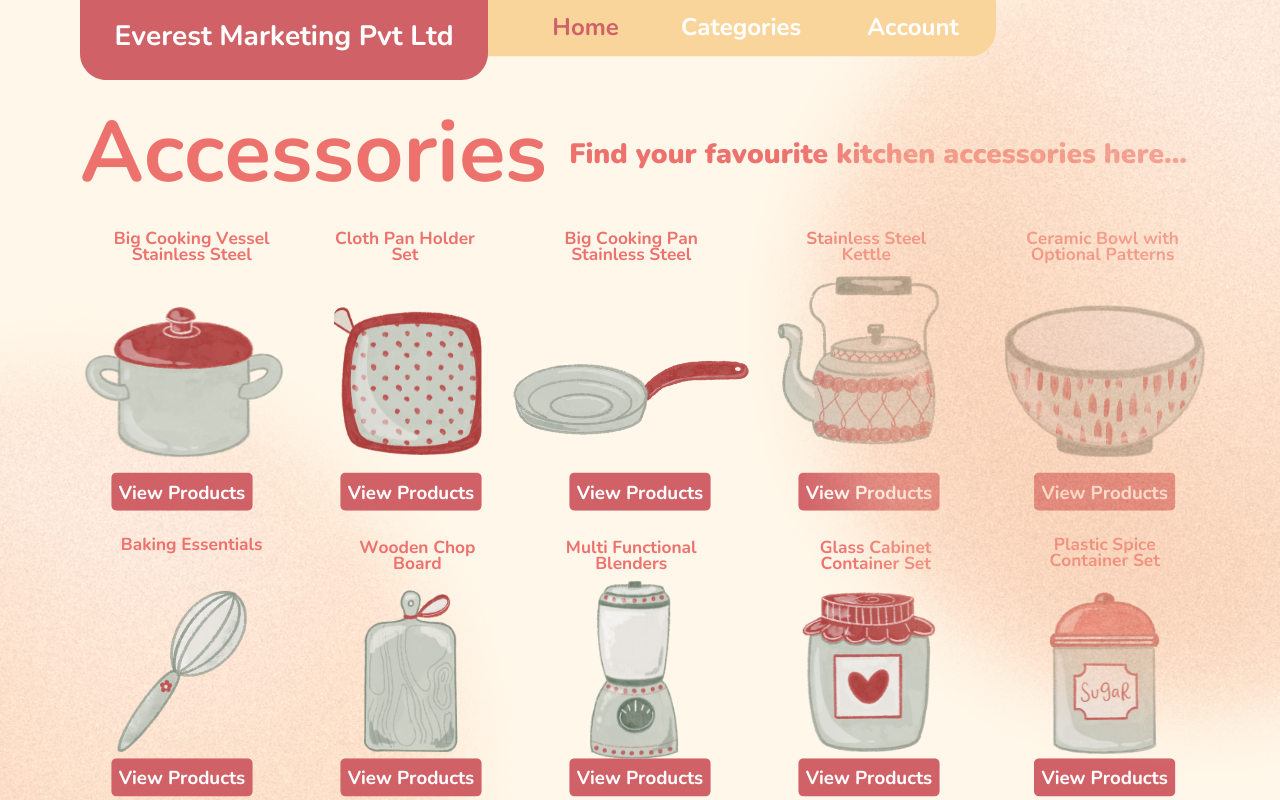 Everest Marketing Pvt Ltd
Home
Categories
Account
Accessories
Find your favourite kitchen accessories here...
Big Cooking Vessel
Stainless Steel
Cloth Pan Holder
Set
Big Cooking Pan
Stainless Steel
Stainless Steel
Kettle
Ceramic Bowl with
Optional Patterns
View Products
View Products
View Products
View Products
View Products
Baking Essentials
Wooden Chop
Board
Multi Functional
Blenders
Glass Cabinet
Container Set
Plastic Spice
Container Set
SugaR
View Products
View Products
View Products
View Products
View Products